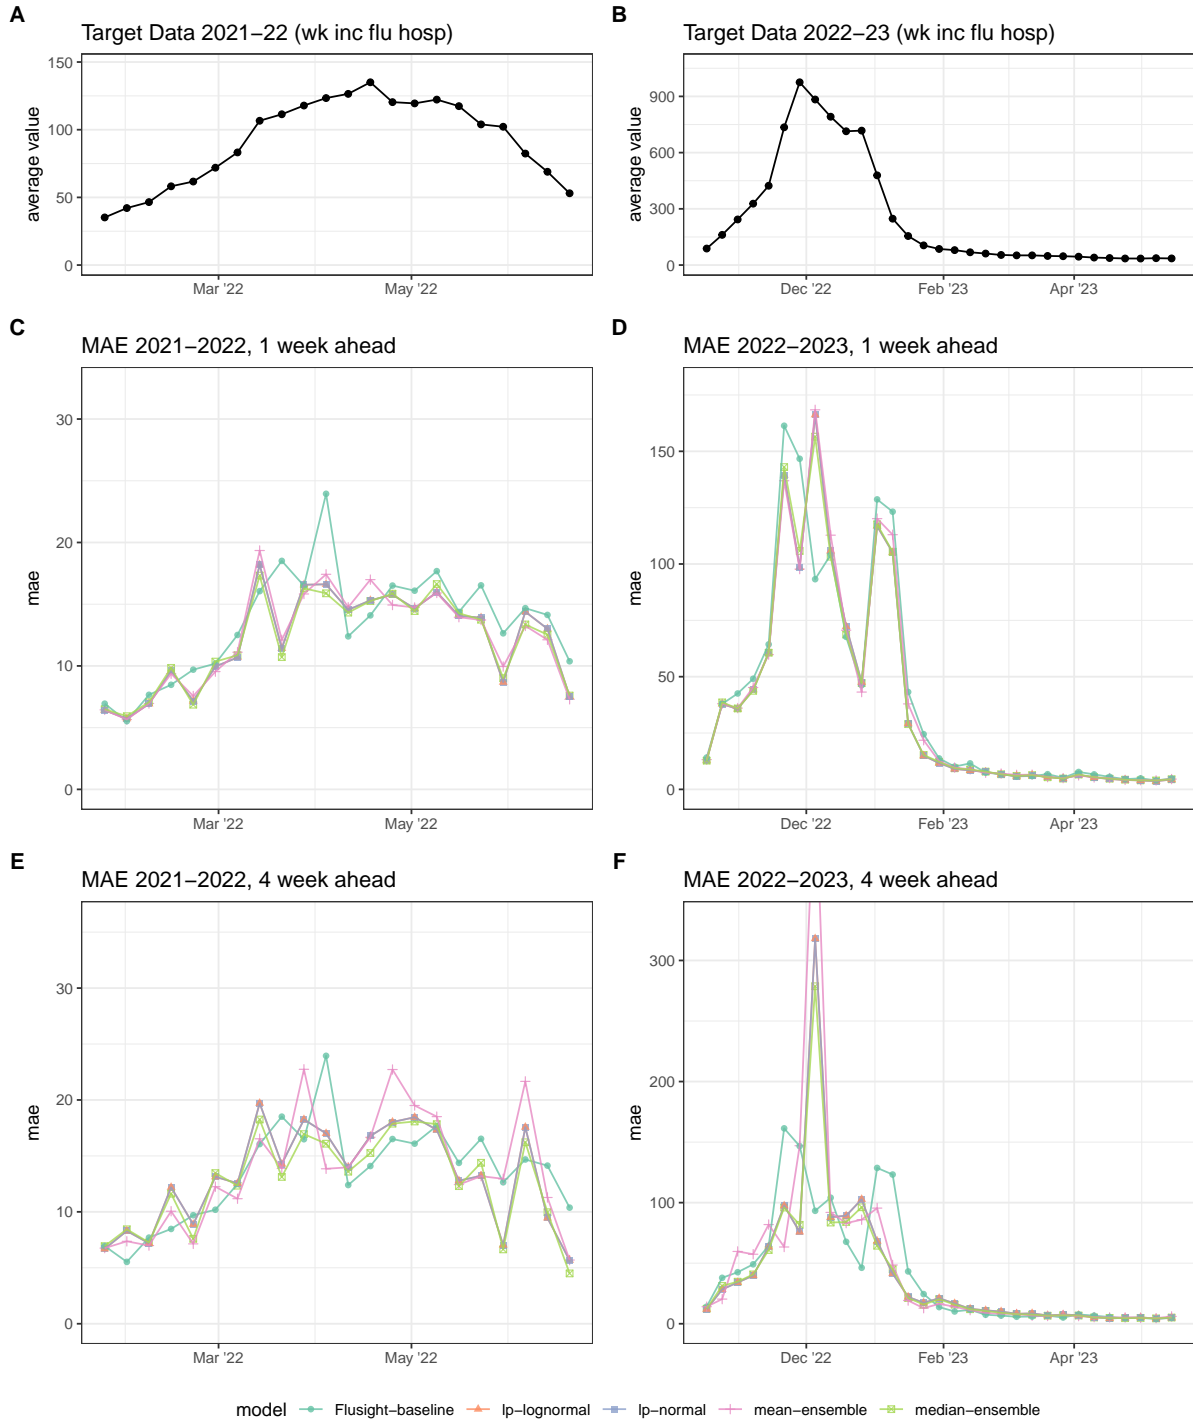 A
Target Data 2021−22 (wk inc flu hosp)
150
100
50
0
average value
Mar '22
May '22
B
Target Data 2022−23 (wk inc flu hosp)
900
600
300
0
average value
Dec '22
Feb '23
Apr '23
C
MAE 2021−2022, 1 week ahead
30
20
10
0
mae
Mar '22
May '22
D
MAE 2022−2023, 1 week ahead
150
100
50
0
mae
Dec '22
Feb '23
Apr '23
E
MAE 2021−2022, 4 week ahead
30
20
10
0
mae
Mar '22
May '22
F
MAE 2022−2023, 4 week ahead
300
200
100
0
mae
Dec '22
Feb '23
Apr '23
model Flusight−baseline lp−lognormal lp−normal mean−ensemble median−ensemble